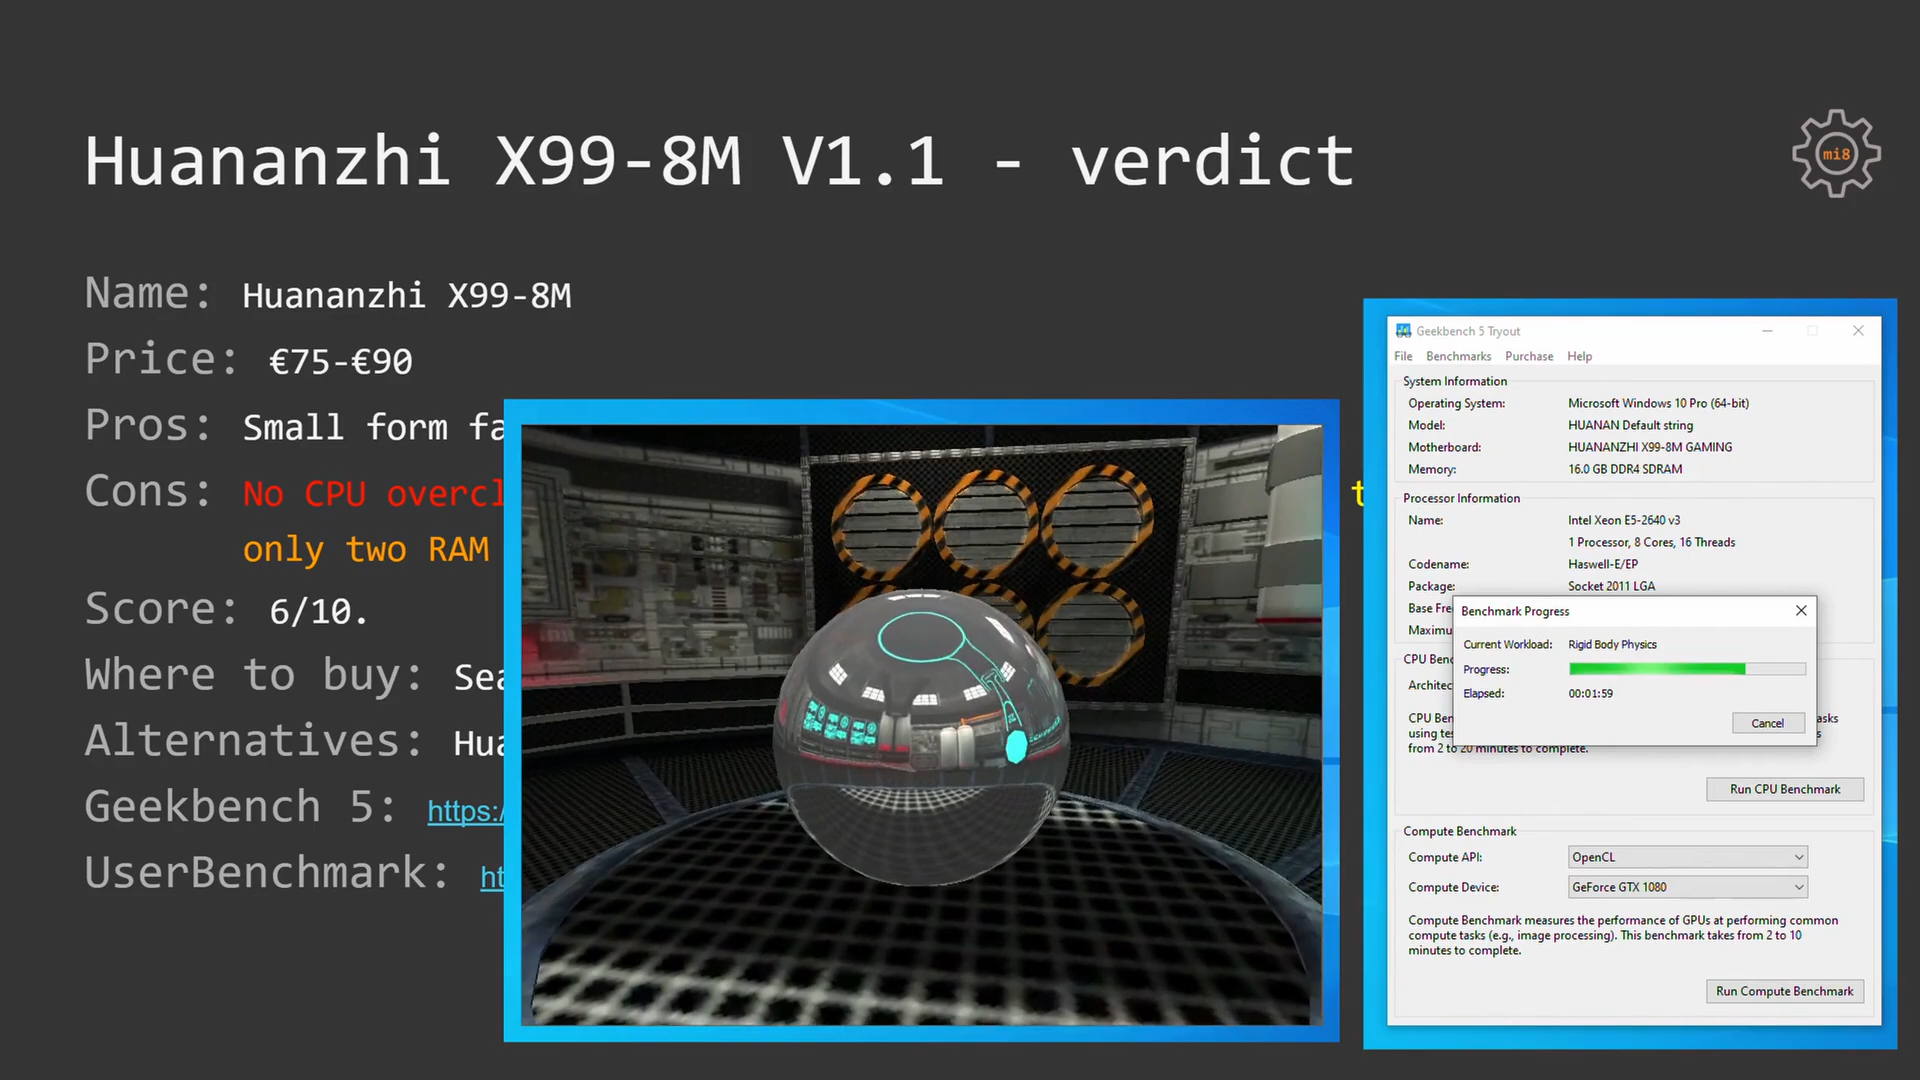 Huananzhi X99-8M V1.1 - verdict
mi8
Name: Huananzhi X99-8M
Price: €75-€90
Pros: Small form
Cons: No CPU
only two RAM
Score: 6/10.
Where to buy:
Alternatives:
Geekbench 5:
UserBenchmark:
Geekbench 5 Tryout
File Benchmarks Purchase Help
System Information
Operating System: Microsoft Windows 10 Pro (64-bit)
Model: HUANAN Default string
Motherboard: HUANANZHI X99-8M GAMING
Memory: 16.0 GB DDR4 SDRAM
Processor Information
Name: Intel Xeon E5-2640 v3
1 Processor, 8 Cores, 16 Threads
Codename: Haswell-E/EP
Package: Socket 2011 LGA
Base
Benchmark Progress
Current Workload: Rigid Body Physics
Progress:
Elapsed: 00:01:59
Cancel
CPU
CPU
using
from 2 to 20 minutes to complete.
Run CPU Benchmark
Compute Benchmark
Compute API: OpenCL
Compute Device: GeForce GTX 1080
Compute Benchmark measures the performance of GPUs at performing common
compute tasks (e.g., image processing). This benchmark takes from 2 to 10
minutes to complete.
Run Compute Benchmark